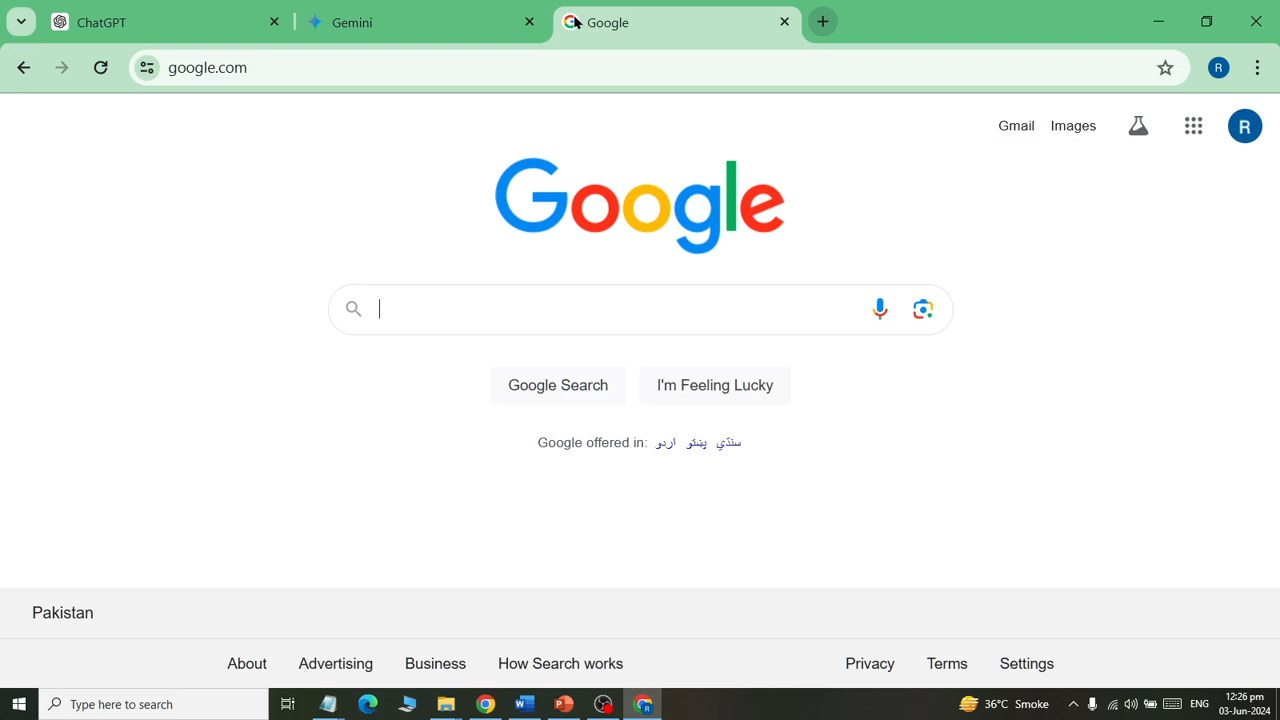 ChatGPT
Gemini
Google
google.com
R
Gmail Images
R
Google
Google Search I'm Feeling Lucky
Google offered in: اردو پښتو سنڌي
Pakistan
About Advertising Business How Search works Privacy Terms Settings
Type here to search
36°C Smoke ENG
12:26 pm
03-Jun-2024